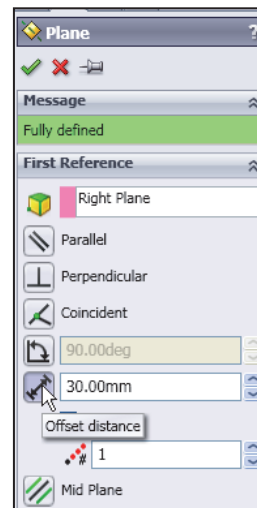 Plane ?
Message
Fully defined
First Reference
Right Plane
Parallel
Perpendicular
Coincident
90.00deg
30.00mm
Offset distance
# 1
Mid Plane